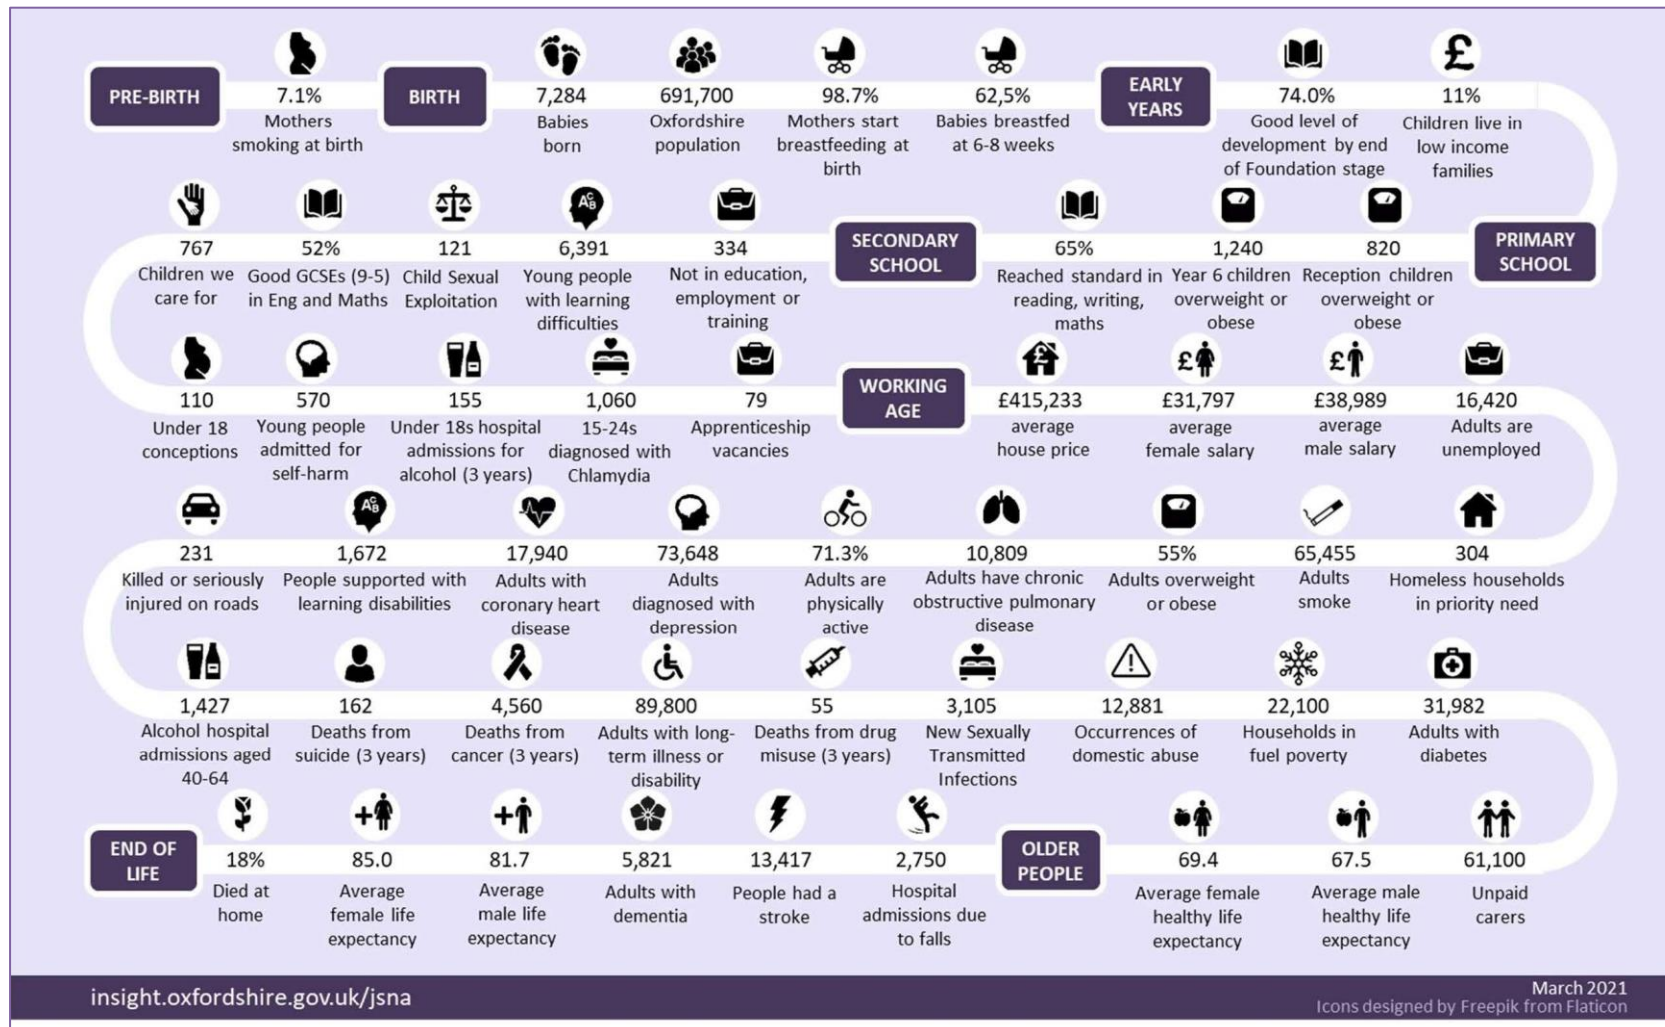 PRE-BIRTH
7.1%
Mothers
smoking at birth
BIRTH
7,284
Babies
born
691,700
Oxfordshire
population
98.7%
Mothers start
breastfeeding at
birth
62,5%
Babies breastfed
at 6-8 weeks
EARLY
YEARS
74.0%
Good level of
development by end
of Foundation stage
£
11%
Children live in
low income
families
PRIMARY
SCHOOL
820
Reception children
overweight or
obese
1,240
Year 6 children
overweight or
obese
65%
Reached standard in
reading, writing,
maths
SECONDARY
SCHOOL
334
Not in education,
employment or
training
ACB
6,391
Young people
with learning
difficulties
121
Child Sexual
Exploitation
52%
Good GCSEs (9-5)
in Eng and Maths
767
Children we
care for
110
Under 18
conceptions
570
Young people
admitted for
self-harm
155
Under 18s hospital
admissions for
alcohol (3 years)
1,060
15-24s
diagnosed with
Chlamydia
79
Apprenticeship
vacancies
WORKING
AGE
£
£415,233
average
house price
£
£31,797
average
female salary
£
£38,989
average
male salary
16,420
Adults are
unemployed
304
Homeless households
in priority need
65,455
Adults
smoke
55%
Adults overweight
or obese
10,809
Adults have chronic
obstructive pulmonary
disease
71.3%
Adults are
physically
active
73,648
Adults
diagnosed with
depression
17,940
Adults with
coronary heart
disease
ACB
1,672
People supported with
learning disabilities
231
Killed or seriously
injured on roads
1,427
Alcohol hospital
admissions aged
40-64
162
Deaths from
suicide (3 years)
4,560
Deaths from
cancer (3 years)
89,800
Adults with long-
term illness or
disability
55
Deaths from drug
misuse (3 years)
3,105
New Sexually
Transmitted
Infections
12,881
Occurrences of
domestic abuse
22,100
Households in
fuel poverty
31,982
Adults with
diabetes
61,100
Unpaid
carers
67.5
Average male
healthy life
expectancy
69.4
Average female
healthy life
expectancy
OLDER
PEOPLE
2,750
Hospital
admissions due
to falls
13,417
People had a
stroke
5,821
Adults with
dementia
81.7
Average
male life
expectancy
85.0
Average
female life
expectancy
18%
Died at
home
END OF
LIFE
insight.oxfordshire.gov.uk/jsna
March 2021
Icons designed by Freepik from Flaticon